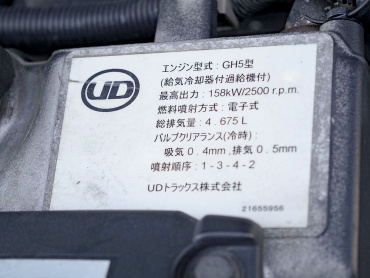 UD
エンジン型式 : GH5型
(給気冷却器付過給機付)
最高出力 : 158kW/2500 r.p.m.
燃料噴射方式 : 電子式
総排気量 : 4.675L
バルブクリアランス(冷時) :
吸気0.4mm,排気0.5mm
噴射順序 : 1-3-4-2
UDトラックス株式会社
21655956